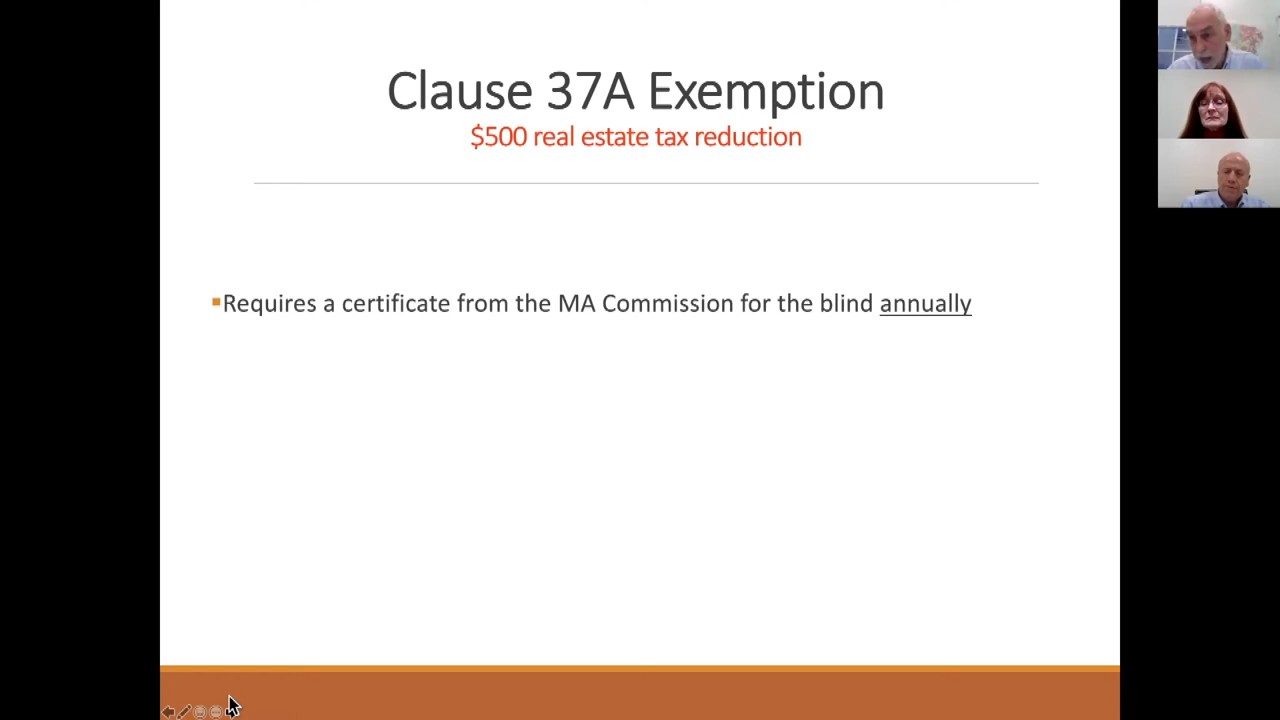 Clause 37A Exemption
$500 real estate tax reduction
Requires a certificate from the MA Commission for the blind annually